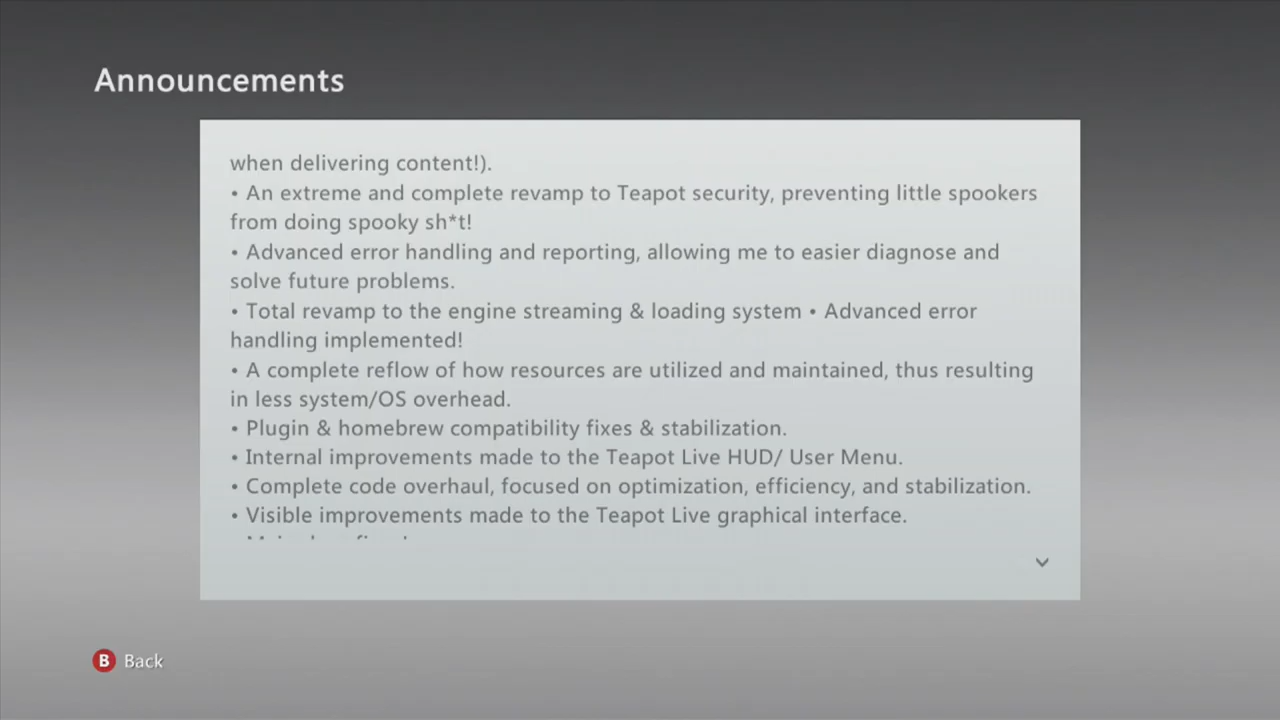 Announcements
when delivering content!).
• An extreme and complete revamp to Teapot security, preventing little spookers
from doing spooky sh*t!
• Advanced error handling and reporting, allowing me to easier diagnose and
solve future problems.
• Total revamp to the engine streaming & loading system • Advanced error
handling implemented!
• A complete reflow of how resources are utilized and maintained, thus resulting
in less system/OS overhead.
• Plugin & homebrew compatibility fixes & stabilization.
• Internal improvements made to the Teapot Live HUD/ User Menu.
• Complete code overhaul, focused on optimization, efficiency, and stabilization.
• Visible improvements made to the Teapot Live graphical interface.
B Back